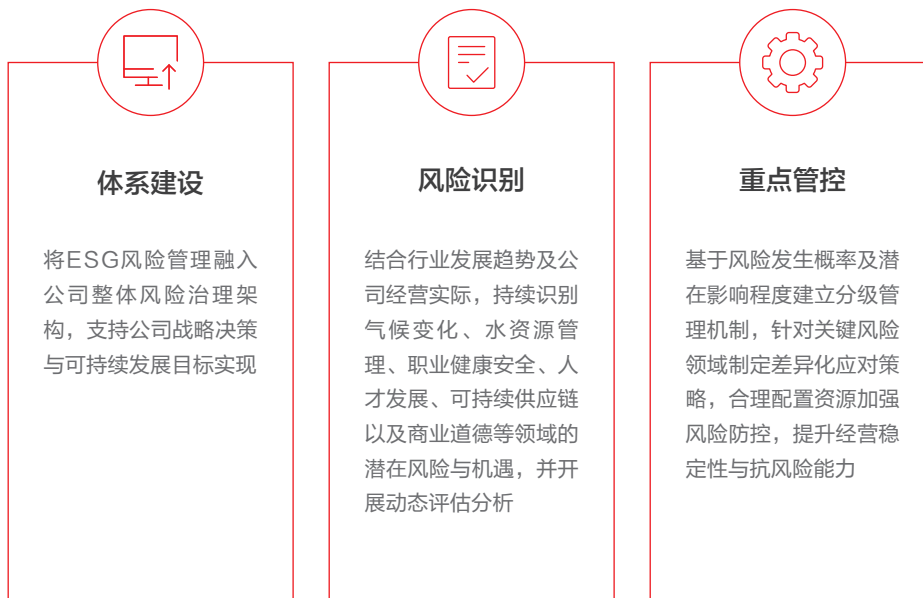 体系建设
将ESG风险管理融入
公司整体风险治理架
构，支持公司战略决策
与可持续发展目标实现
风险识别
结合行业发展趋势及公
司经营实际，持续识别
气候变化、水资源管
理、职业健康安全、人
才发展、可持续供应链
以及商业道德等领域的
潜在风险与机遇，并开
展动态评估分析
重点管控
基于风险发生概率及潜
在影响程度建立分级管
理机制，针对关键风险
领域制定差异化应对策
略，合理配置资源加强
风险防控，提升经营稳
定性与抗风险能力